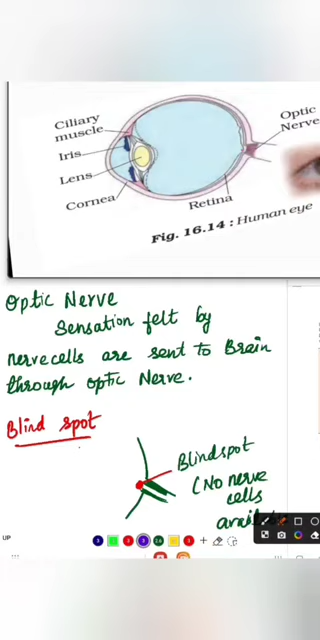 Ciliary
muscle
Iris
Lens
Cornea
Optic
Nerve
Retina
Fig. 16.14 : Human eye
Optic Nerve
Sensation felt by
nervecells are sent to Brain
through optic Nerve.
Blind spot
Blindspot
(No nerve
cells
UP